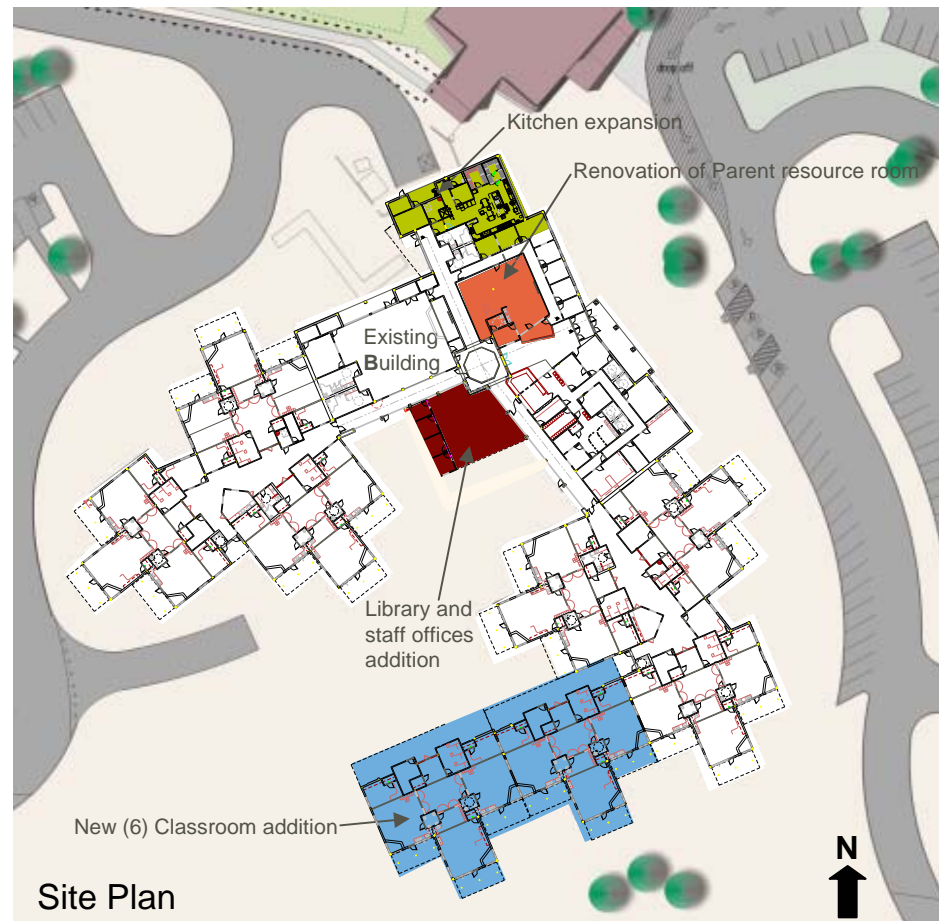 drop off
Kitchen expansion
Renovation of Parent resource room
Existing
Building
Library and
staff offices
addition
New (6) Classroom addition
N
Site Plan